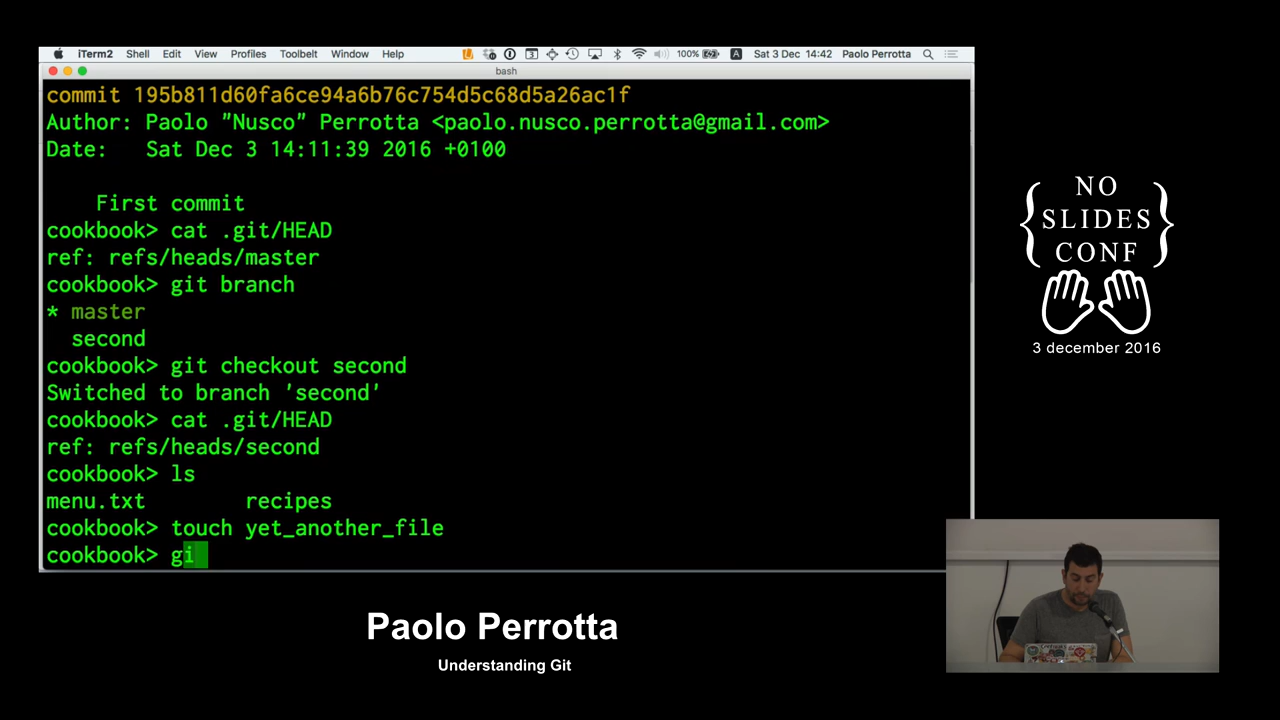 iTerm2 Shell Edit View Profiles Toolbelt Window Help 100% A Sat 3 Dec 14:42 Paolo Perrotta
bash
commit 195b811d60fa6ce94a6b76c754d5c68d5a26ac1f
Author: Paolo "Nusco" Perrotta <paolo.nusco.perrotta@gmail.com>
Date:   Sat Dec 3 14:11:39 2016 +0100
    First commit
cookbook> cat .git/HEAD
ref: refs/heads/master
cookbook> git branch
* master
  second
cookbook> git checkout second
Switched to branch 'second'
cookbook> cat .git/HEAD
ref: refs/heads/second
cookbook> ls
menu.txt        recipes
cookbook> touch yet_another_file
cookbook> gi
NO
SLIDES
CONF
3 december 2016
Paolo Perrotta
Understanding Git